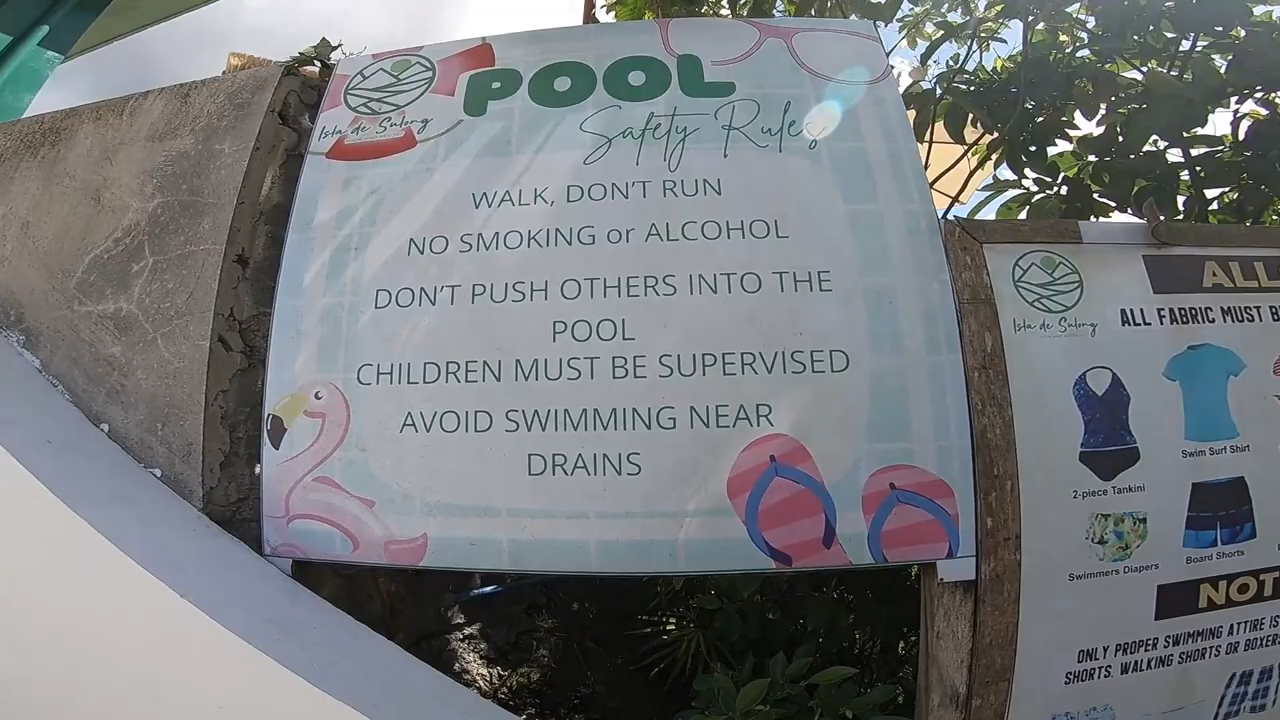 Isla de Sulong
POOL
Safety Rules
WALK, DON'T RUN
NO SMOKING or ALCOHOL
DON'T PUSH OTHERS INTO THE
POOL
CHILDREN MUST BE SUPERVISED
AVOID SWIMMING NEAR
DRAINS
Isla de Sulong
ALL
ALL FABRIC MUST
2-piece Tankini
Swim Surf Shirt
Swimmers Diapers
Board Shorts
NOT
ONLY PROPER SWIMMING ATTIRE IS
SHORTS. WALKING SHORTS OR BOXERS